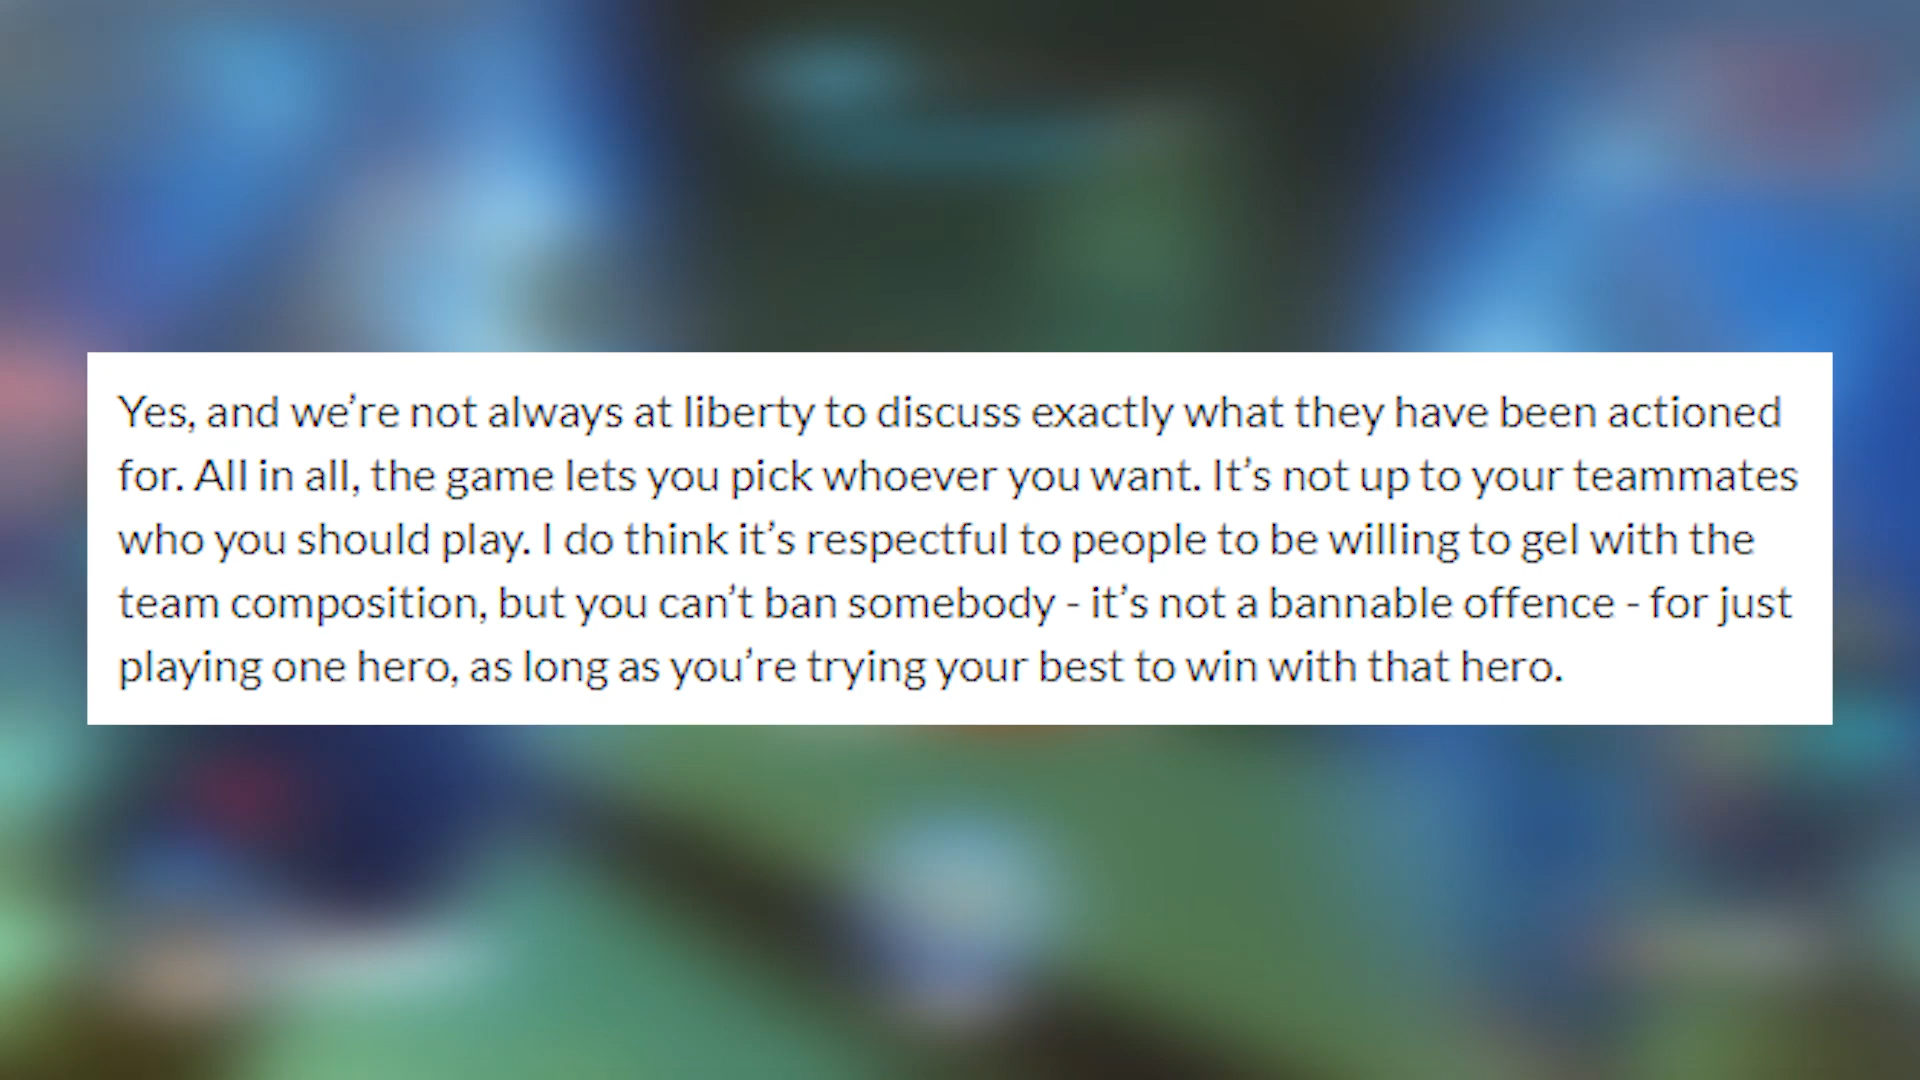 Yes, and we’re not always at liberty to discuss exactly what they have been actioned
for. All in all, the game lets you pick whoever you want. It’s not up to your teammates
who you should play. I do think it’s respectful to people to be willing to gel with the
team composition, but you can’t ban somebody - it’s not a bannable offence - for just
playing one hero, as long as you’re trying your best to win with that hero.